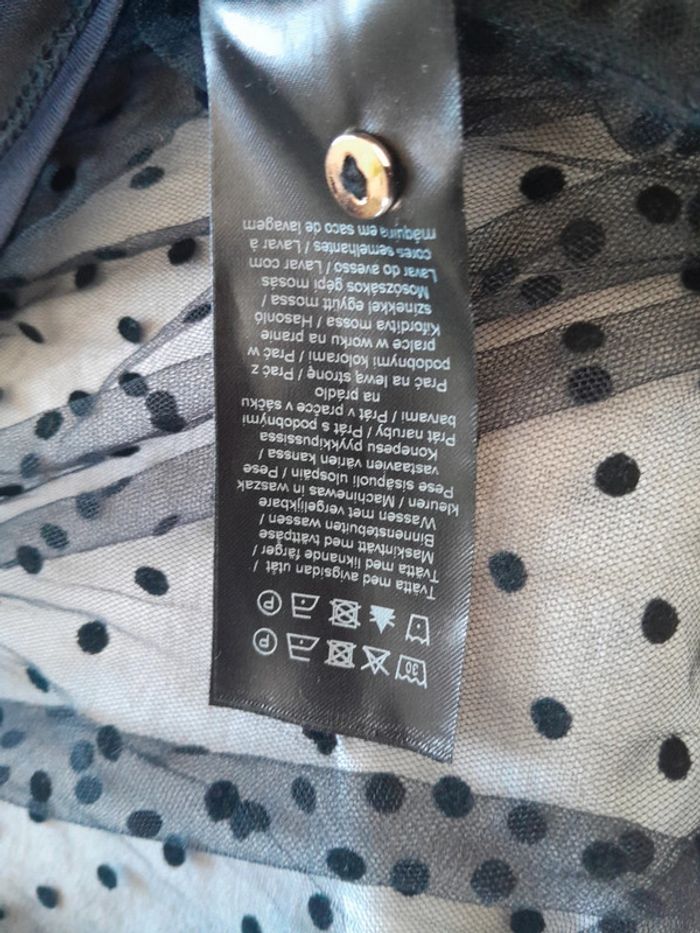 30 P
P
Tvätta med avigsidan utåt /
Tvätta med liknande färger /
Maskintvätt med tvättpåse
Binnenstebuiten wassen /
Wassen met vergelijkbare
kleuren / Machinewas in waszak
Pese sisäpuoli ulospäin / Pese
vastaavien värien kanssa /
Konepesu pyykkipussissa
Prát naruby / Prát s podobnými
barvami / Prát v pračce v sáčku
na prádlo
Prać na lewą stronę / Prać z
podobnymi kolorami / Prać w
pralce w worku na pranie
Kifordítva mossa / Hasonló
színekkel együtt mossa /
Mosózsákos gépi mosás
Lavar do avesso / Lavar com
cores semelhantes / Lavar à
máquina em saco de lavagem